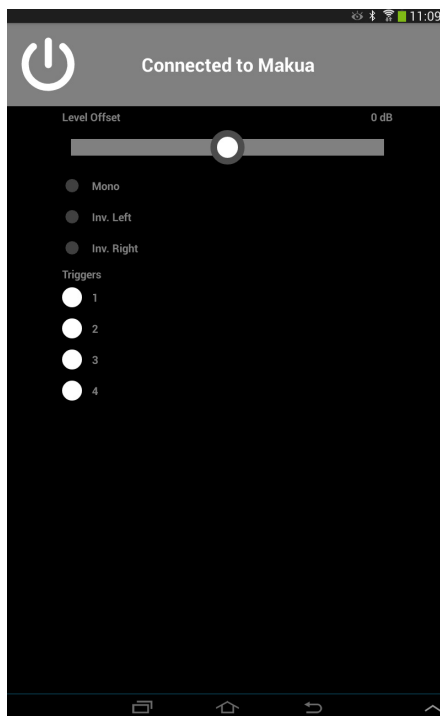 11:09
Connected to Makua
Level Offset 0 dB
Mono
Inv. Left
Inv. Right
Triggers
1
2
3
4